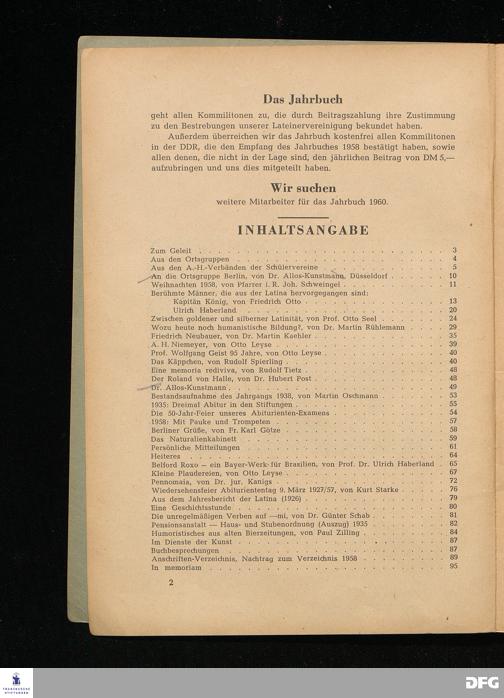 Das Jahrbuch
geht allen Kommilitonen zu, die durch Beitragszahlung ihre Zustimmung
zu den Bestrebungen unserer Lateinervereinigung bekundet haben.
Außerdem überreichen wir das Jahrbuch kostenfrei allen Kommilitonen
in der DDR, die den Empfang des Jahrbuches 1958 bestätigt haben, sowie
allen denen, die nicht in der Lage sind, den jährlichen Beitrag von DM 5,—
aufzubringen und uns dies mitgeteilt haben.
Wir suchen
weitere Mitarbeiter für das Jahrbuch 1960.
INHALTSANGABE
Zum Geleit . . . . 3
Aus den Ortsgruppen . . . . 4
Aus den A.-H.-Verbänden der Schülervereine . . . . 5
An die Ortsgruppe Berlin, von Dr. Allos-Kunstmann, Düsseldorf . . . . 10
Weihnachten 1958, von Pfarrer i. R. Joh. Schweingel . . . . 11
Berühmte Männer, die aus der Latina hervorgegangen sind:
Kapitän König, von Friedrich Otto . . . . 13
Ulrich Haberland . . . . 20
Zwischen goldener und silberner Latinität, von Prof. Otto Seel . . . . 24
Wozu heute noch humanistische Bildung?, von Dr. Martin Rühlemann 29
Friedrich Neubauer, von Dr. Martin Kaehler . . . . 35
A. H. Niemeyer, von Otto Leyse . . . . 39
Prof. Wolfgang Geist 95 Jahre, von Otto Leyse . . . . 40
Das Käppchen, von Rudolf Spierling . . . . 40
Eine memoria rediviva, von Rudolf Tietz . . . . 48
Der Roland von Halle, von Dr. Hubert Post . . . . 48
Dr. Allos-Kunstmann . . . . 49
Bestandsaufnahme des Jahrgangs 1938, von Martin Oschmann . . . . 53
1935: Dreimal Abitur in den Stiftungen . . . . 55
Die 50-Jahr-Feier unseres Abiturienten-Examens . . . . 54
1958: Mit Pauke und Trompeten . . . . 57
Berliner Grüße, von Fr. Karl Götze . . . . 58
Das Naturalienkabinett . . . . 59
Persönliche Mitteilungen . . . . 61
Heiteres . . . . 64
Belford Roxo – ein Bayer-Werk für Brasilien, von Prof. Dr. Ulrich Haberland . 65
Kleine Plaudereien, von Otto Leyse . . . . 67
Pennomaia, von Dr. jur. Kanigs . . . . 72
Wiedersehensfeier Abiturientag 9. März 1927/57, von Kurt Starke . . . . 76
Aus dem Jahresbericht der Latina (1926) . . . . 79
Eine Geschichtsstunde . . . . 80
Die unregelmäßigen Verben auf —mi, von Dr. Günter Schab . . . . 81
Pensionsanstalt — Haus- und Stubenordnung (Auszug) 1935 . . . . 82
Humoristisches aus alten Bierzeitungen, von Paul Zilling . . . . 84
Im Dienste der Kunst . . . . 87
Buchbesprechungen . . . . 87
Anschriften-Verzeichnis, Nachtrag zum Verzeichnis 1958 . . . . 89
In memoriam . . . . 95
2
FRANCKESCHE
STIFTUNGEN
DFG